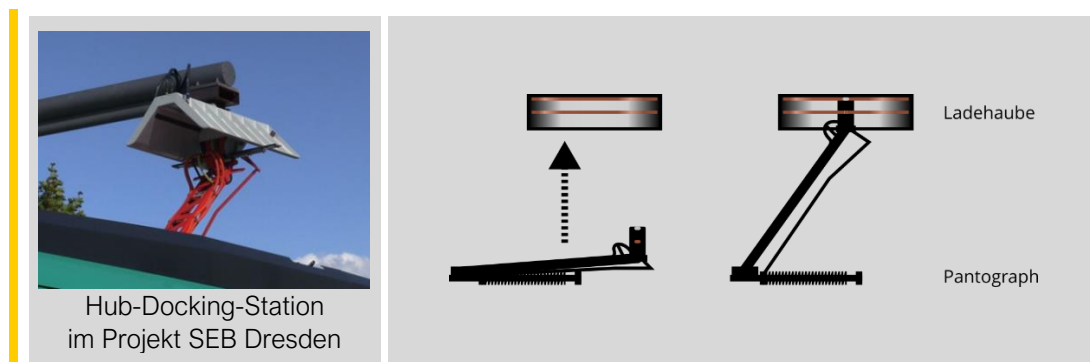 Ladehaube
Pantograph
Hub-Docking-Station
im Projekt SEB Dresden